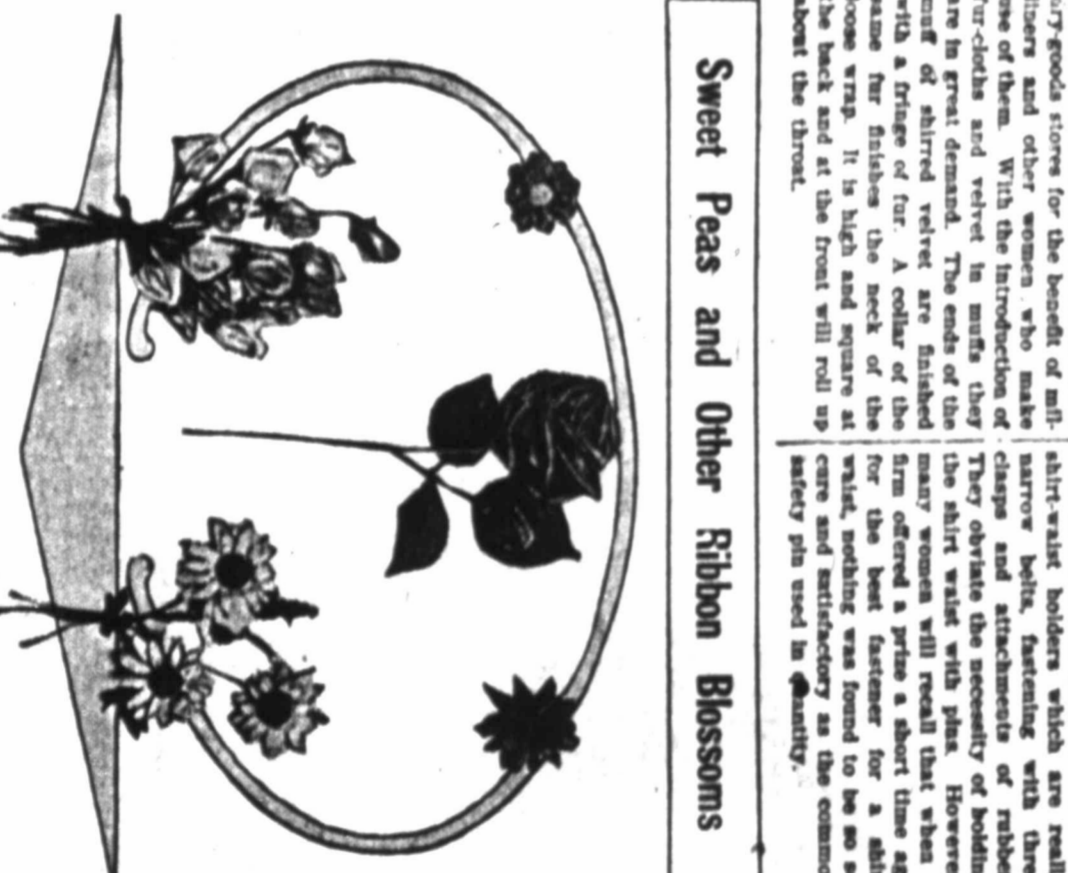 ry-goods stores for the benefit of mil-
liners and other women who make
use of them. With the introduction of
fur-cloths and velvet in muffs they
are in great demand. The ends of the
muff of shirred velvet are finished
with a fringe of fur. A collar of the
same fur finishes the neck of the
loose wrap. It is high and square at
the back and at the front will roll up
about the throat.
shirt-waist holders which are reall
narrow belts, fastening with thre
clasps and attachments of rubbe
They obviate the necessity of holdin
the shirt waist with pins. Howeve
many women will recall that when
firm offered a prize a short time ag
for the best fastener for a shi
waist, nothing was found to be so s
cure and satisfactory as the commo
safety pin used in quantity.
Sweet Peas and Other Ribbon Blossoms